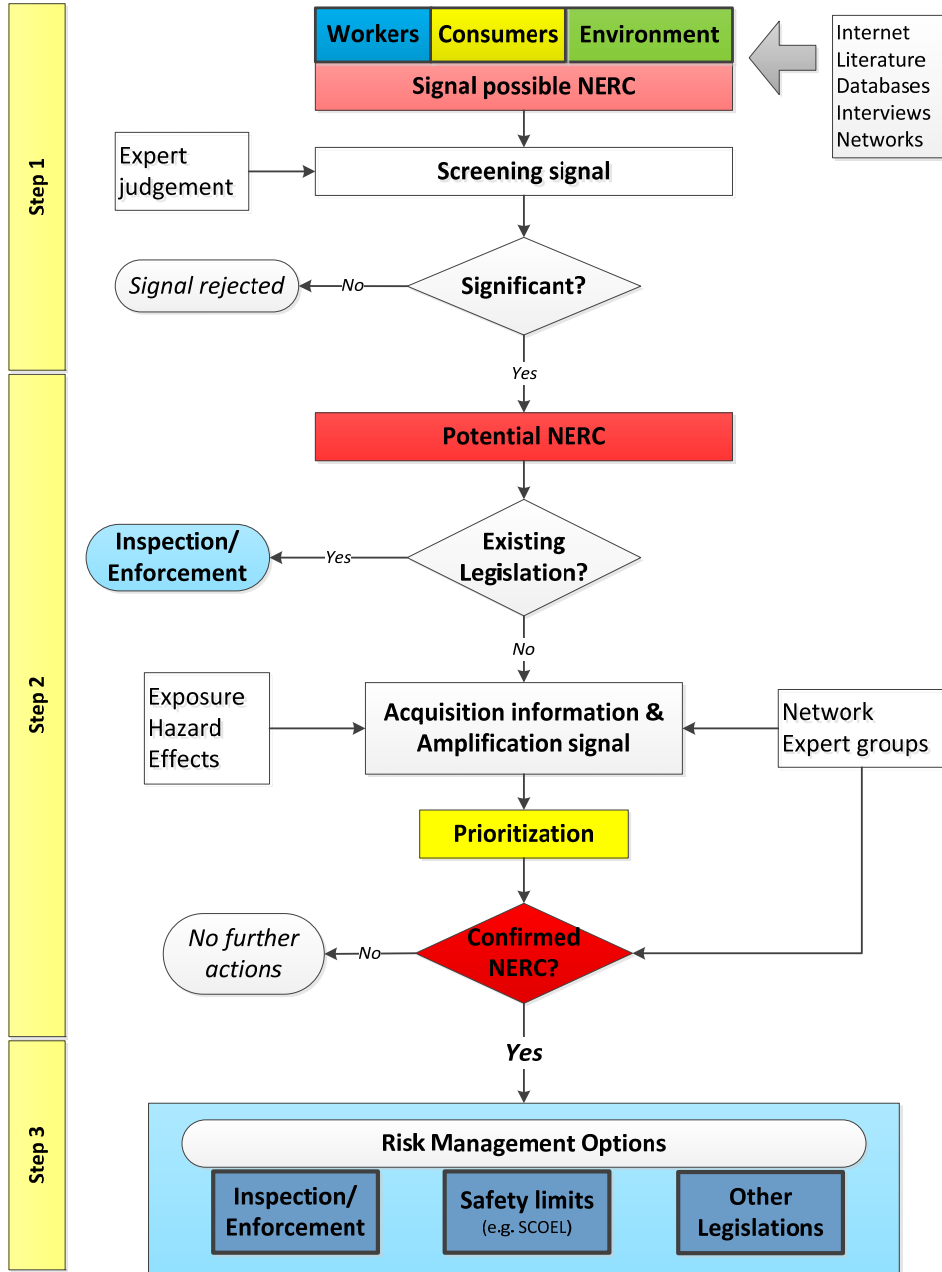 Workers
Consumers
Environment
Signal possible NERC
Internet
Literature
Databases
Interviews
Networks
Step 1
Expert
judgement
Screening signal
Significant?
No
Signal rejected
Yes
Step 2
Potential NERC
Existing
Legislation?
Yes
Inspection/
Enforcement
No
Exposure
Hazard
Effects
Acquisition information &
Amplification signal
Network
Expert groups
Prioritization
Confirmed
NERC?
No
No further
actions
Yes
Step 3
Risk Management Options
Inspection/
Enforcement
Safety limits
(e.g. SCOEL)
Other
Legislations